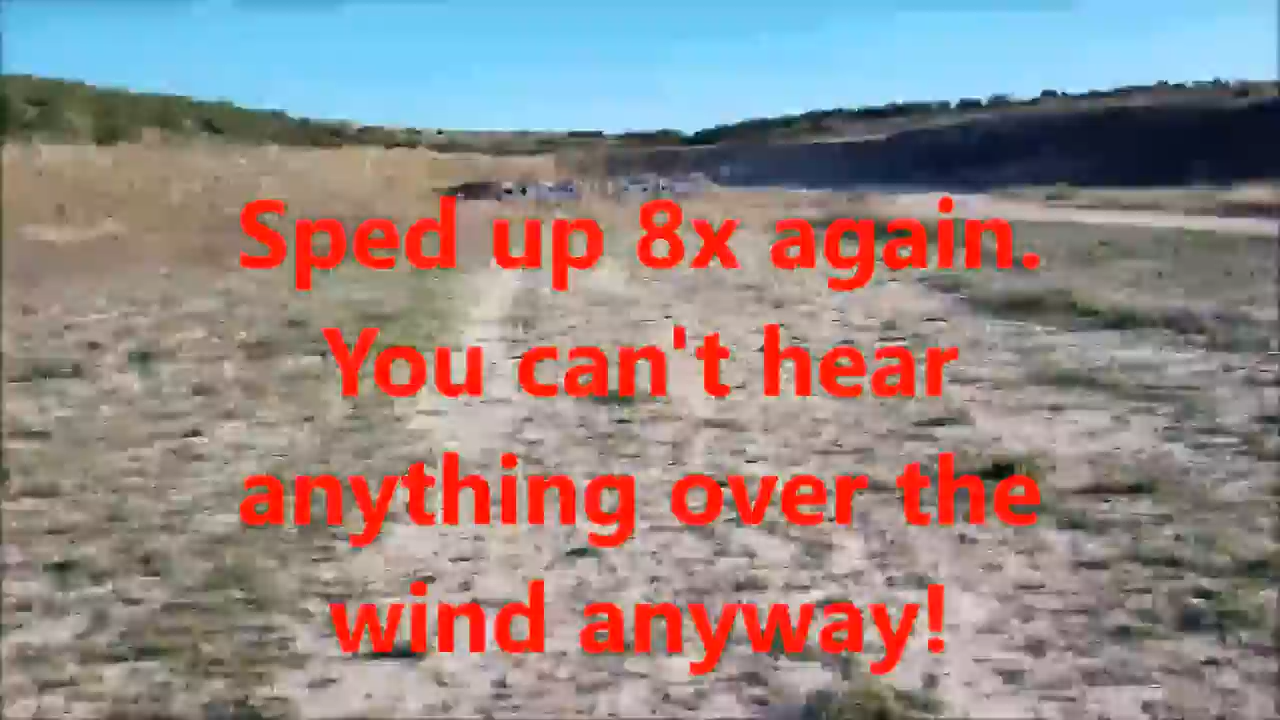 Sped up 8x again.
You can't hear
anything over the
wind anyway!